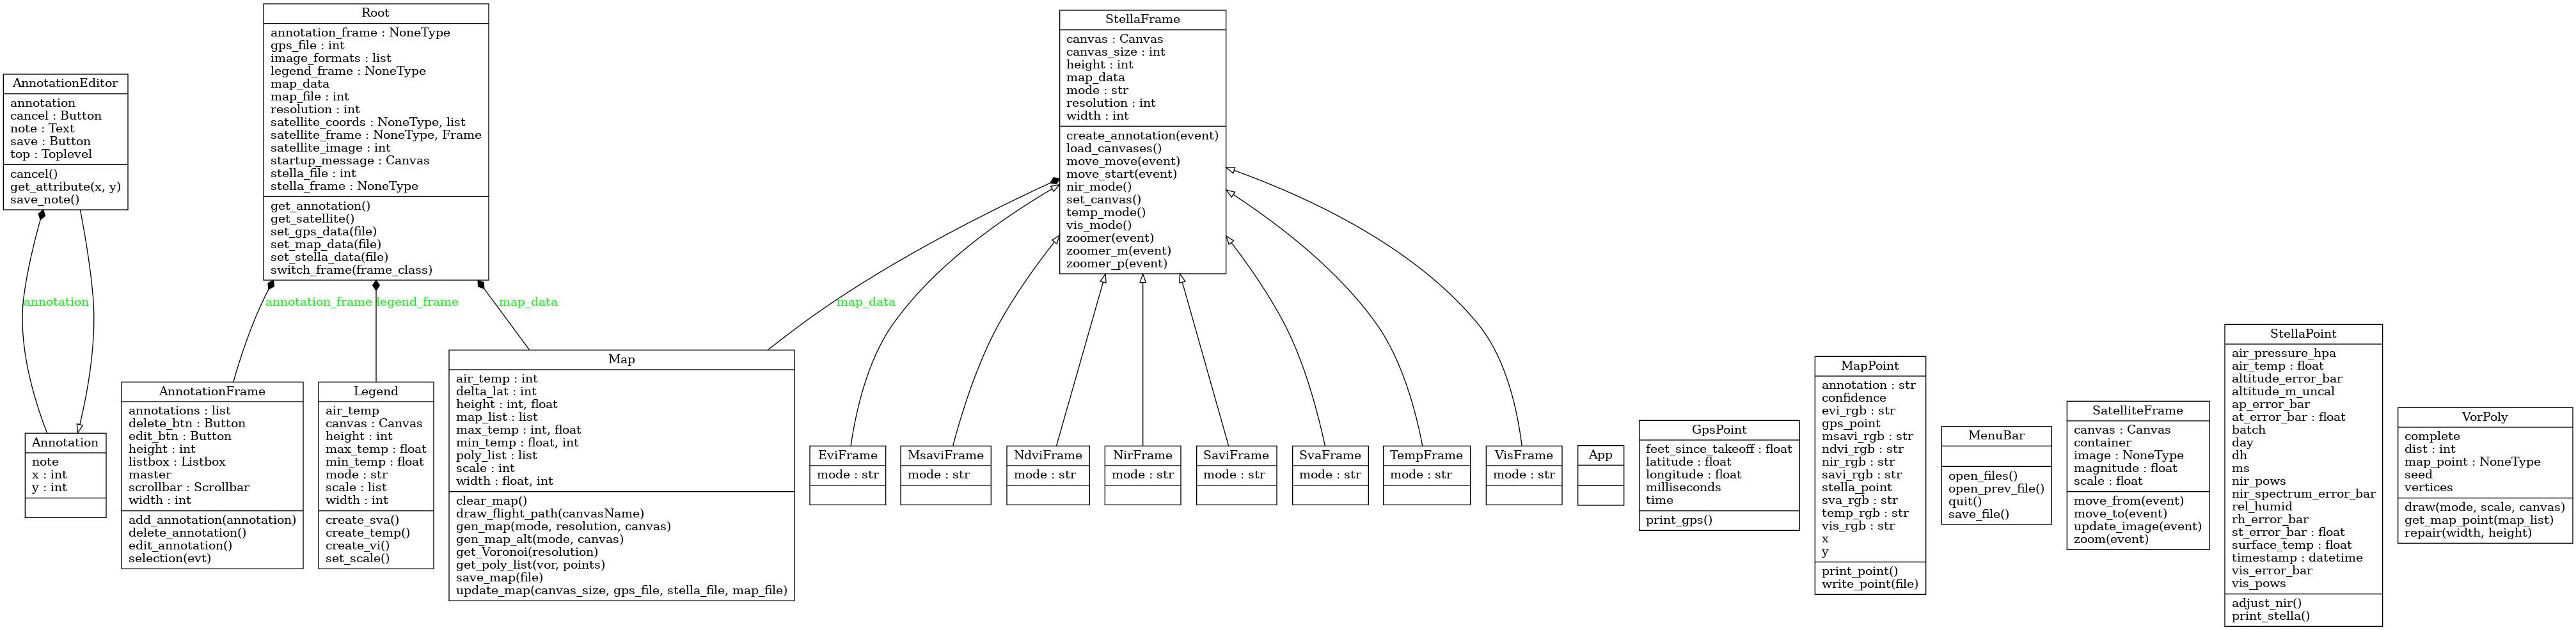 AnnotationEditor
annotation
cancel : Button
note : Text
save : Button
top : Toplevel
cancel()
get_attribute(x, y)
save_note()
Root
annotation_frame : NoneType
gps_file : int
image_formats : list
legend_frame : NoneType
map_data
map_file : int
resolution : int
satellite_coords : NoneType, list
satellite_frame : NoneType, Frame
satellite_image : int
startup_message : Canvas
stella_file : int
stella_frame : NoneType
get_annotation()
get_satellite()
set_gps_data(file)
set_map_data(file)
set_stella_data(file)
switch_frame(frame_class)
StellaFrame
canvas : Canvas
canvas_size : int
height : int
map_data
mode : str
resolution : int
width : int
create_annotation(event)
load_canvases()
move_move(event)
move_start(event)
nir_mode()
set_canvas()
temp_mode()
vis_mode()
zoomer(event)
zoomer_m(event)
zoomer_p(event)
annotation
annotation_frame
legend_frame
map_data
map_data
Annotation
note
x : int
y : int
AnnotationFrame
annotations : list
delete_btn : Button
edit_btn : Button
height : int
listbox : Listbox
master
scrollbar : Scrollbar
width : int
add_annotation(annotation)
delete_annotation()
edit_annotation()
selection(evt)
Legend
air_temp
canvas : Canvas
height : int
max_temp : float
min_temp : float
mode : str
scale : list
width : int
create_sva()
create_temp()
create_vi()
set_scale()
Map
air_temp : int
delta_lat : int
height : int, float
map_list : list
max_temp : int, float
min_temp : float, int
poly_list : list
scale : int
width : float, int
clear_map()
draw_flight_path(canvasName)
gen_map(mode, resolution, canvas)
gen_map_alt(mode, canvas)
get_Voronoi(resolution)
get_poly_list(vor, points)
save_map(file)
update_map(canvas_size, gps_file, stella_file, map_file)
EviFrame
mode : str
MsaviFrame
mode : str
NdviFrame
mode : str
NirFrame
mode : str
SaviFrame
mode : str
SvaFrame
mode : str
TempFrame
mode : str
VisFrame
mode : str
App
GpsPoint
feet_since_takeoff : float
latitude : float
longitude : float
milliseconds
time
print_gps()
MapPoint
annotation : str
confidence
evi_rgb : str
gps_point
msavi_rgb : str
ndvi_rgb : str
nir_rgb : str
savi_rgb : str
stella_point
sva_rgb : str
temp_rgb : str
vis_rgb : str
x
y
print_point()
write_point(file)
MenuBar
open_files()
open_prev_file()
quit()
save_file()
SatelliteFrame
canvas : Canvas
container
image : NoneType
magnitude : float
scale : float
move_from(event)
move_to(event)
update_image(event)
zoom(event)
StellaPoint
air_pressure_hpa
air_temp : float
altitude_error_bar
altitude_m_uncal
ap_error_bar
at_error_bar : float
batch
day
dh
ms
nir_pows
nir_spectrum_error_bar
rel_humid
rh_error_bar
st_error_bar : float
surface_temp : float
timestamp : datetime
vis_error_bar
vis_pows
adjust_nir()
print_stella()
VorPoly
complete
dist : int
map_point : NoneType
seed
vertices
draw(mode, scale, canvas)
get_map_point(map_list)
repair(width, height)